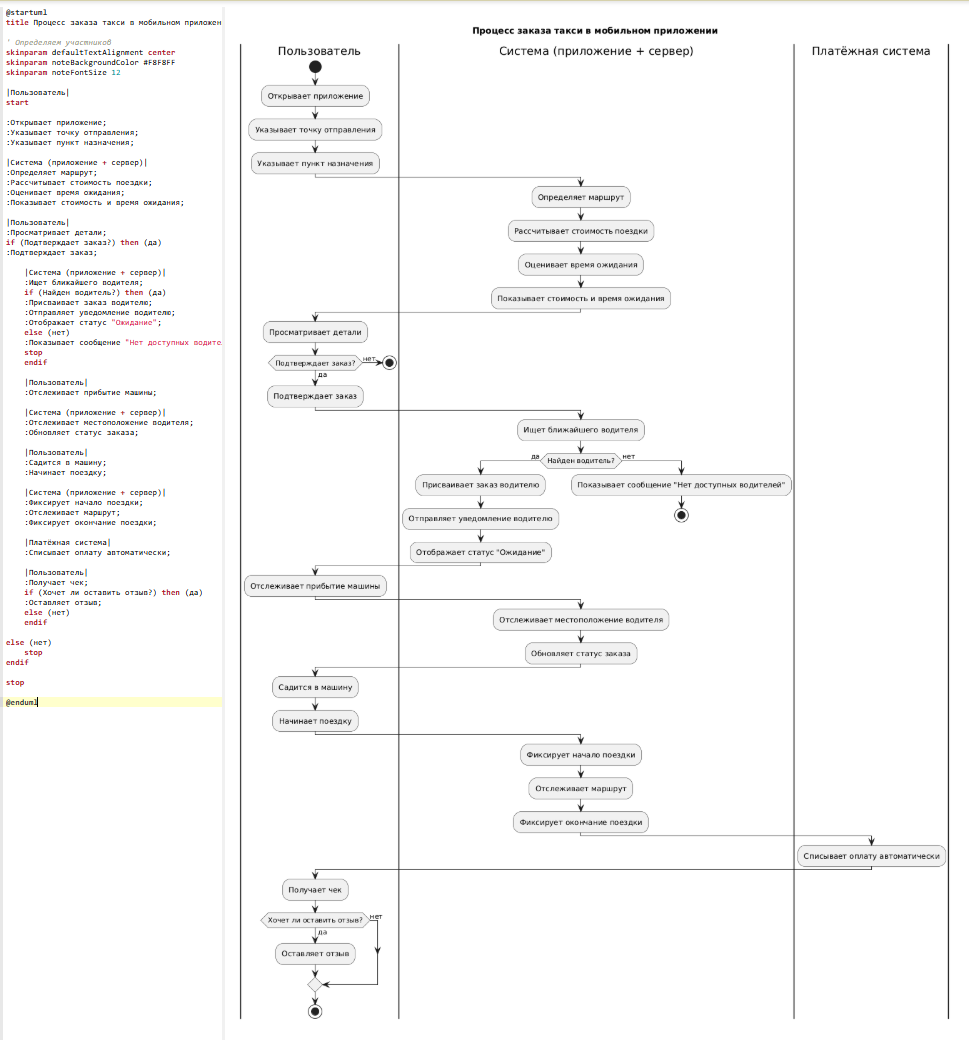 @startuml
title Процесс заказа такси в мобильном приложен
' Определяем участников
skinparam defaultTextAlignment center
skinparam noteBackgroundColor #F8F8FF
skinparam noteFontSize 12
|Пользователь|
start
:Открывает приложение;
:Указывает точку отправления;
:Указывает пункт назначения;
|Система (приложение + сервер)|
:Определяет маршрут;
:Рассчитывает стоимость поездки;
:Оценивает время ожидания;
:Показывает стоимость и время ожидания;
|Пользователь|
:Просматривает детали;
if (Подтверждает заказ?) then (да)
:Подтверждает заказ;
|Система (приложение + сервер)|
:Ищет ближайшего водителя;
if (Найден водитель?) then (да)
:Присваивает заказ водителю;
:Отправляет уведомление водителю;
:Отображает статус "Ожидание";
else (нет)
:Показывает сообщение "Нет доступных водите
stop
endif
|Пользователь|
:Отслеживает прибытие машины;
|Система (приложение + сервер)|
:Отслеживает местоположение водителя;
:Обновляет статус заказа;
|Пользователь|
:Садится в машину;
:Начинает поездку;
|Система (приложение + сервер)|
:Фиксирует начало поездки;
:Отслеживает маршрут;
:Фиксирует окончание поездки;
|Платёжная система|
:Списывает оплату автоматически;
|Пользователь|
:Получает чек;
if (Хочет ли оставить отзыв?) then (да)
:Оставляет отзыв;
else (нет)
endif
else (нет)
stop
endif
stop
@enduml
Процесс заказа такси в мобильном приложении
Пользователь
Система (приложение + сервер)
Платёжная система
Открывает приложение
Указывает точку отправления
Указывает пункт назначения
Определяет маршрут
Рассчитывает стоимость поездки
Оценивает время ожидания
Показывает стоимость и время ожидания
Просматривает детали
Подтверждает заказ?
нет
да
Подтверждает заказ
Ищет ближайшего водителя
да
Найден водитель?
нет
Присваивает заказ водителю
Показывает сообщение "Нет доступных водителей"
Отправляет уведомление водителю
Отображает статус "Ожидание"
Отслеживает прибытие машины
Отслеживает местоположение водителя
Обновляет статус заказа
Садится в машину
Начинает поездку
Фиксирует начало поездки
Отслеживает маршрут
Фиксирует окончание поездки
Списывает оплату автоматически
Получает чек
Хочет ли оставить отзыв?
нет
да
Оставляет отзыв